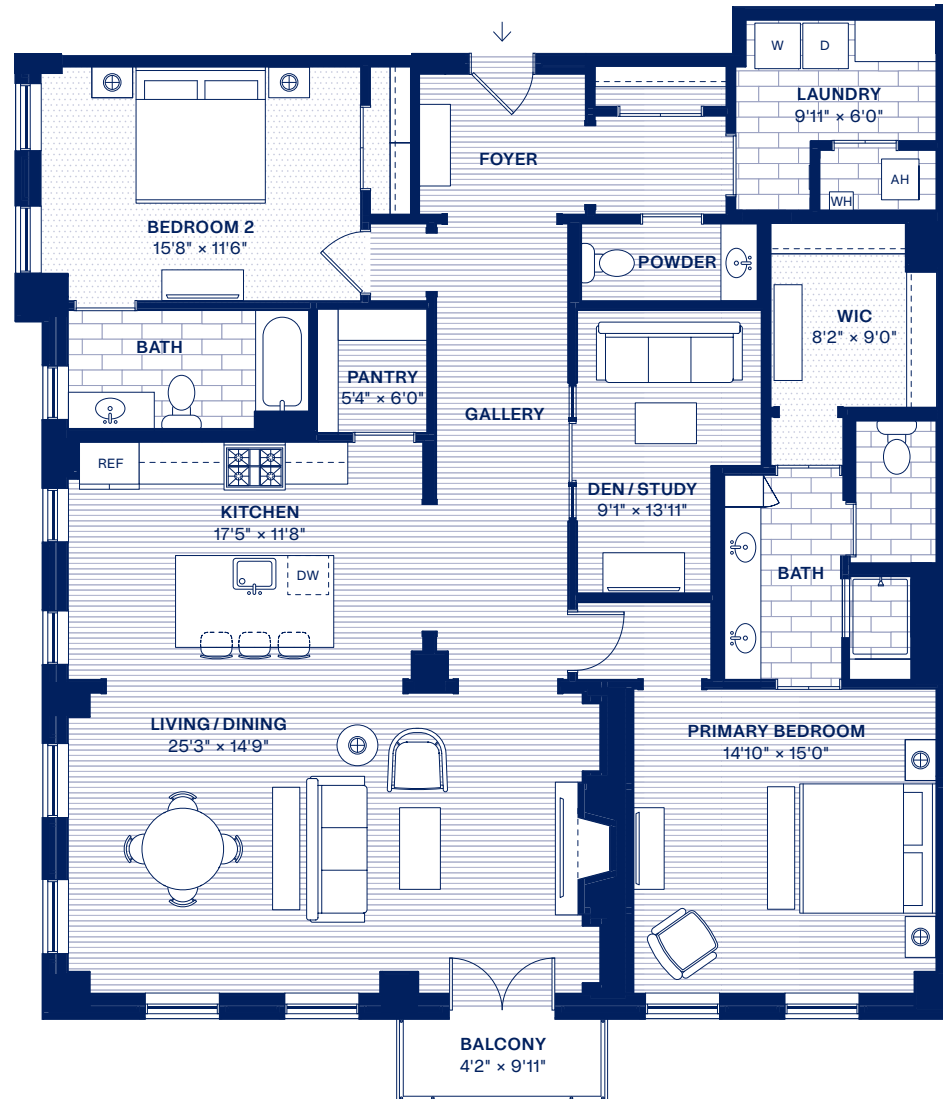 W
D
LAUNDRY
9'11" × 6'0"
FOYER
AH
WH
BEDROOM 2
15'8" × 11'6"
POWDER
WIC
8'2" × 9'0"
BATH
PANTRY
5'4" × 6'0"
GALLERY
REF
DEN / STUDY
9'1" × 13'11"
KITCHEN
17'5" × 11'8"
DW
BATH
LIVING / DINING
25'3" × 14'9"
PRIMARY BEDROOM
14'10" × 15'0"
BALCONY
4'2" × 9'11"